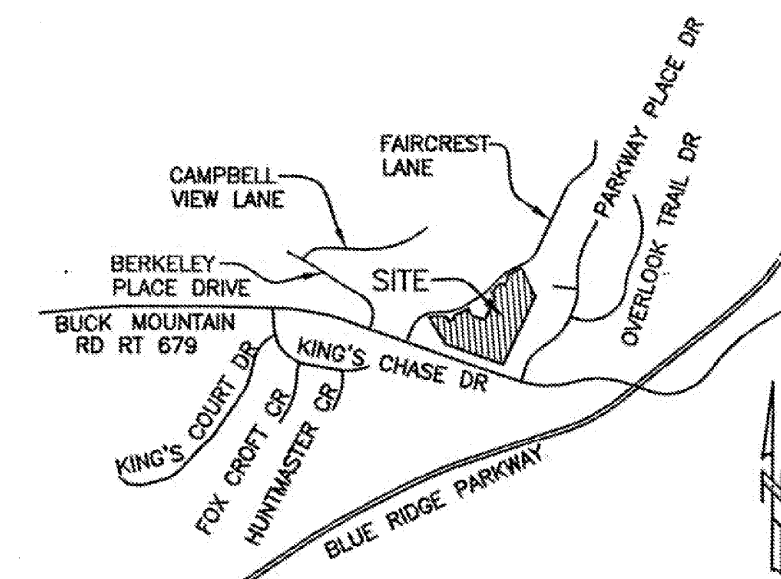 PARKWAY PLACE DR
FAIRCREST
LANE
CAMPBELL
VIEW LANE
OVERLOOK TRAIL DR
BERKELEY
PLACE DRIVE
SITE
BUCK MOUNTAIN
RD RT 679
KING'S CHASE DR
KING'S COURT DR
FOX CROFT CR
HUNTMASTER CR
BLUE RIDGE PARKWAY
N